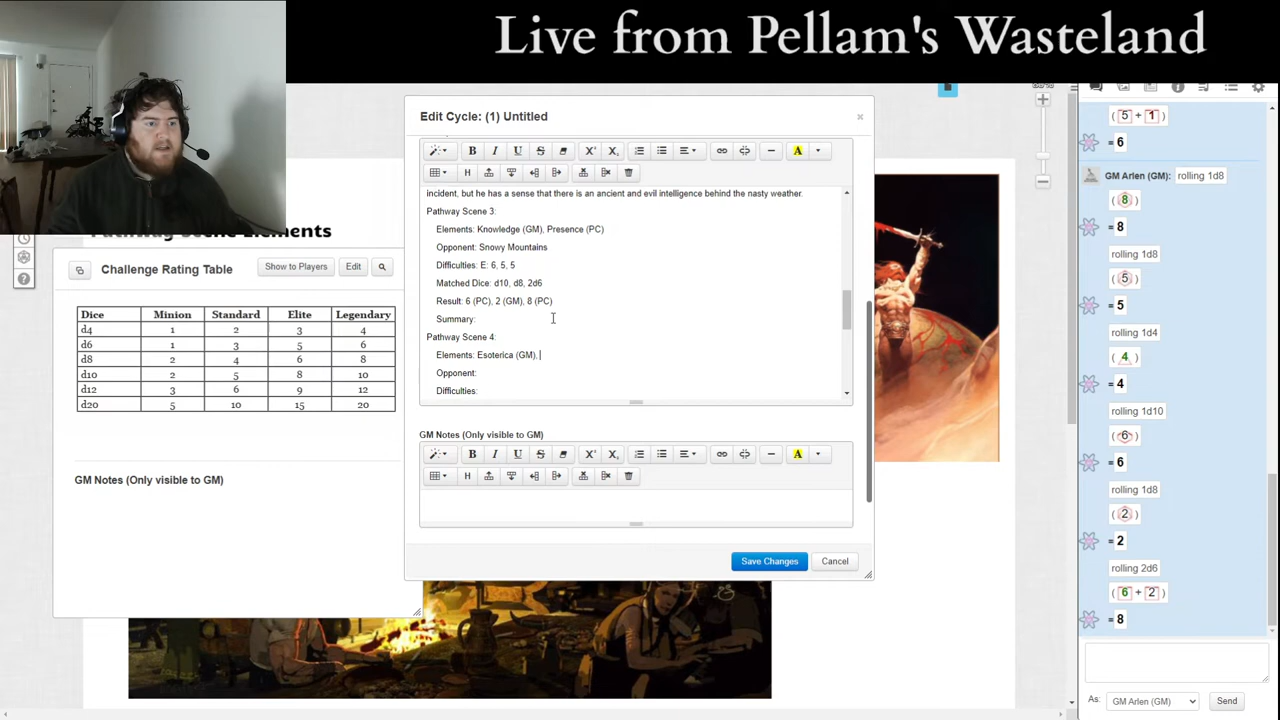 Live from Pellam's Wasteland
Edit Cycle: (1) Untitled
incident, but he has a sense that there is an ancient and evil intelligence behind the nasty weather.
Pathway Scene 3:
Elements: Knowledge (GM), Presence (PC)
Opponent: Snowy Mountains
Difficulties: E: 6, 5, 5
Matched Dice: d10, d8, 2d6
Result: 6 (PC), 2 (GM), 8 (PC)
Summary:
Pathway Scene 4:
Elements: Esoterica (GM),
Opponent:
Difficulties:
GM Notes (Only visible to GM)
Save Changes
Cancel
Pathway Scene Elements
Challenge Rating Table
Show to Players
Edit
Dice Minion Standard Elite Legendary
d4 1 2 3 4
d6 1 3 5 6
d8 2 4 6 8
d10 2 5 8 10
d12 3 6 9 12
d20 5 10 15 20
GM Notes (Only visible to GM)
( 5 + 1 )
= 6
GM Arlen (GM): rolling 1d8
( 8 )
= 8
rolling 1d8
( 5 )
= 5
rolling 1d4
( 4 )
= 4
rolling 1d10
( 6 )
= 6
rolling 1d8
( 2 )
= 2
rolling 2d6
( 6 + 2 )
= 8
As: GM Arlen (GM)
Send